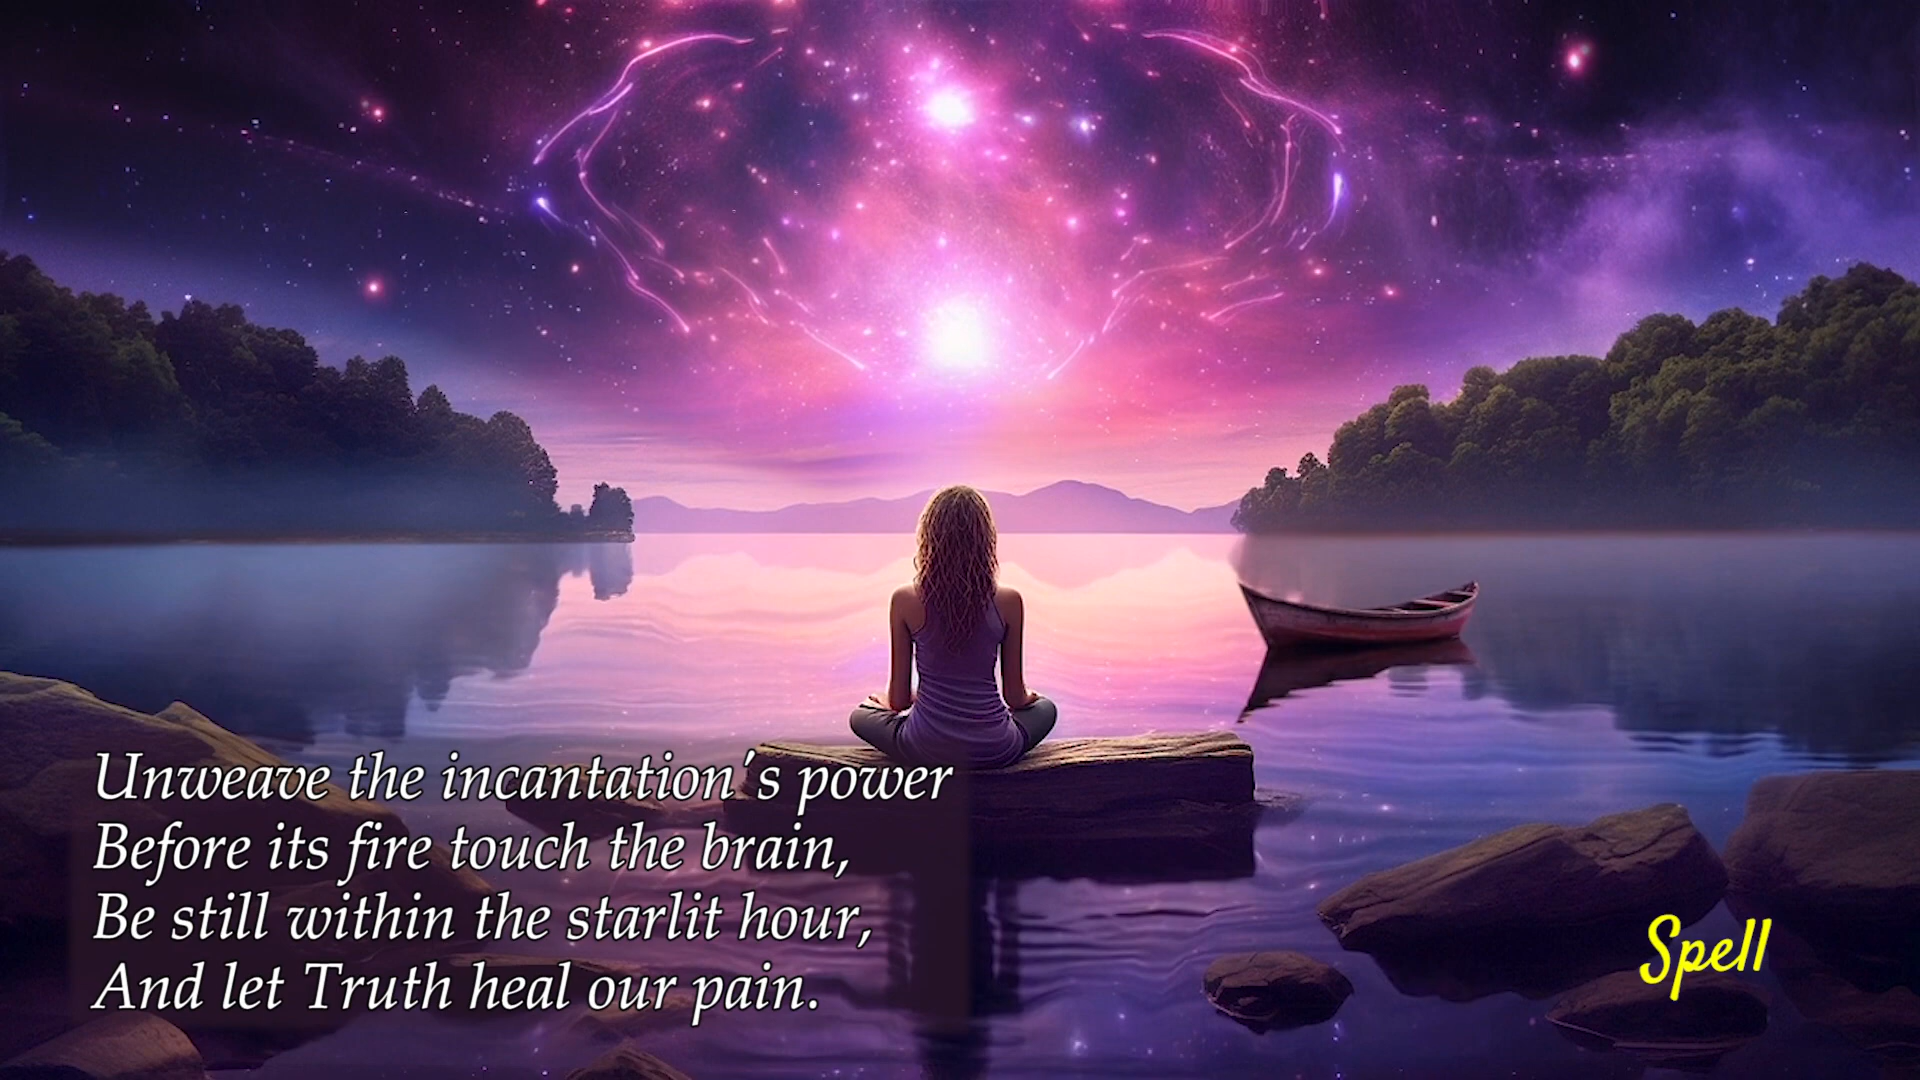 Unweave the incantation's power
Before its fire touch the brain,
Be still within the starlit hour,
And let Truth heal our pain.
Spell